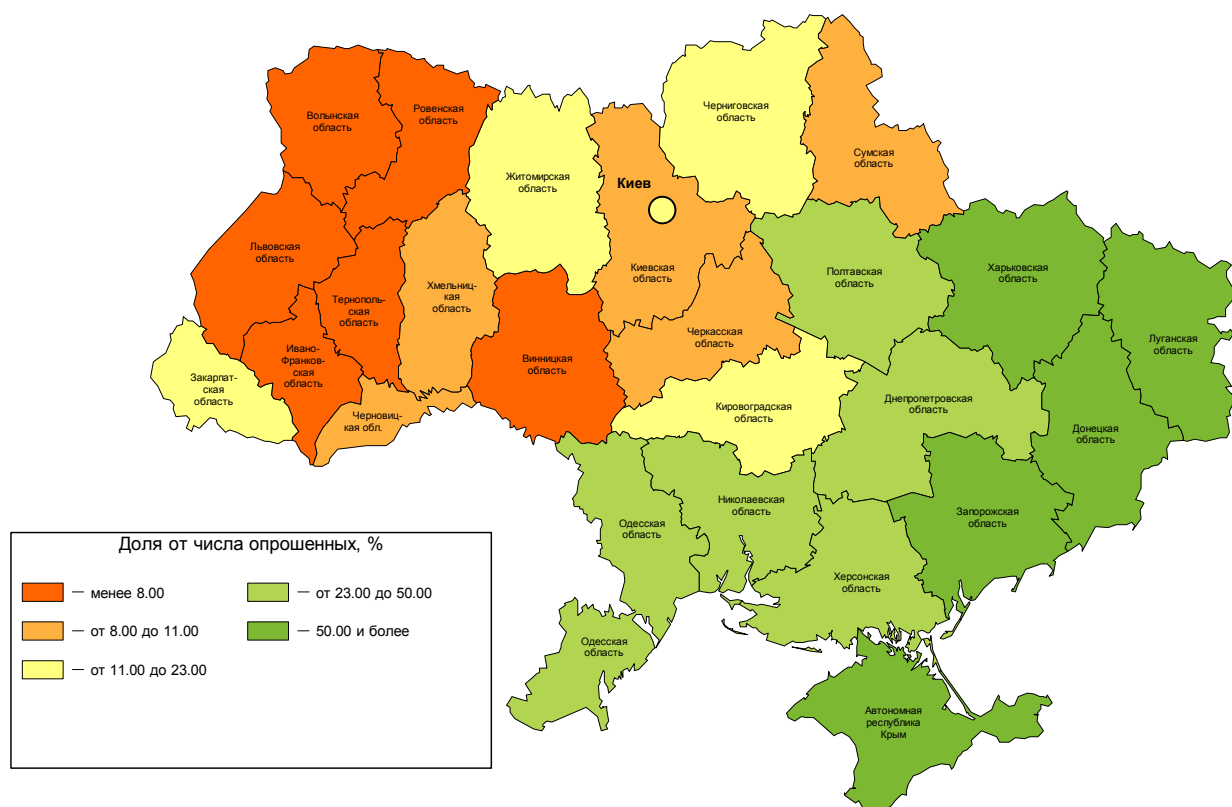 Волынская
область
Ровенская
область
Черниговская
область
Сумская
область
Житомирская
область
Киев
Киевская
область
Львовская
область
Тернополь-
ская
область
Хмельниц-
кая
область
Полтавская
область
Харьковская
область
Луганская
область
Черкасская
область
Винницкая
область
Ивано-
Франков-
ская
область
Закарпат-
ская
область
Черновиц-
кая обл.
Кировоградская
область
Днепропетровская
область
Донецкая
область
Запорожская
область
Николаевская
область
Одесская
область
Херсонская
область
Одесская
область
Автономная
республика
Крым
Доля от числа опрошенных, %
— менее 8.00
— от 8.00 до 11.00
— от 11.00 до 23.00
— от 23.00 до 50.00
— 50.00 и более